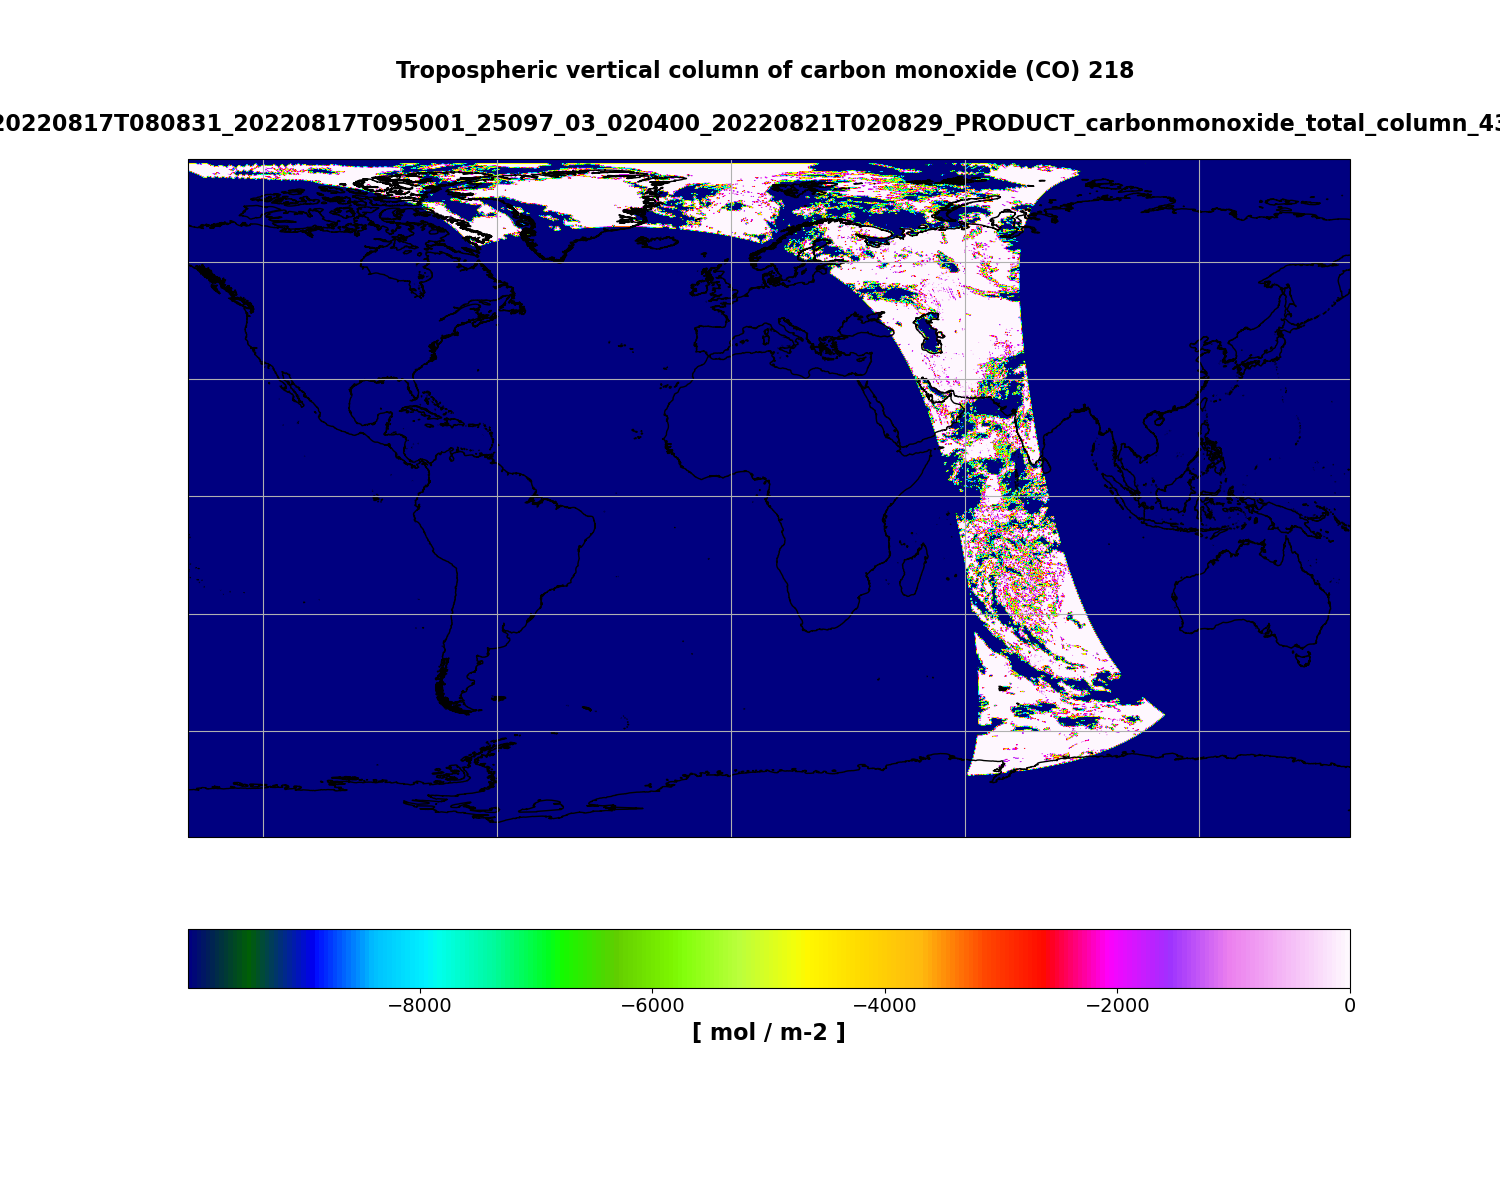 Tropospheric vertical column of carbon monoxide (CO) 218
20220817T080831_20220817T095001_25097_03_020400_20220821T020829_PRODUCT_carbonmonoxide_total_column_43
−8000 −6000 −4000 −2000 0
[ mol / m-2 ]